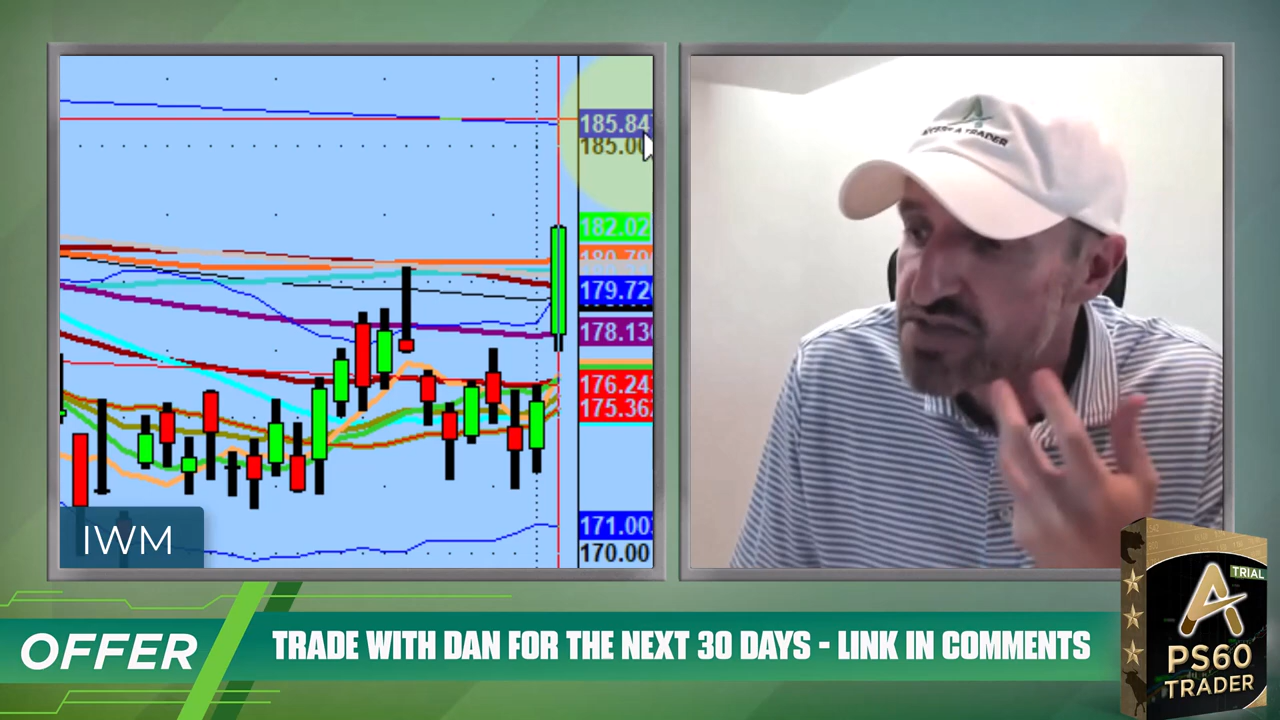 185.84
185.00
182.02
179.72
178.13
176.24
175.36
171.00
170.00
IWM
OFFER
TRADE WITH DAN FOR THE NEXT 30 DAYS - LINK IN COMMENTS
TRIAL
PS60
TRADER